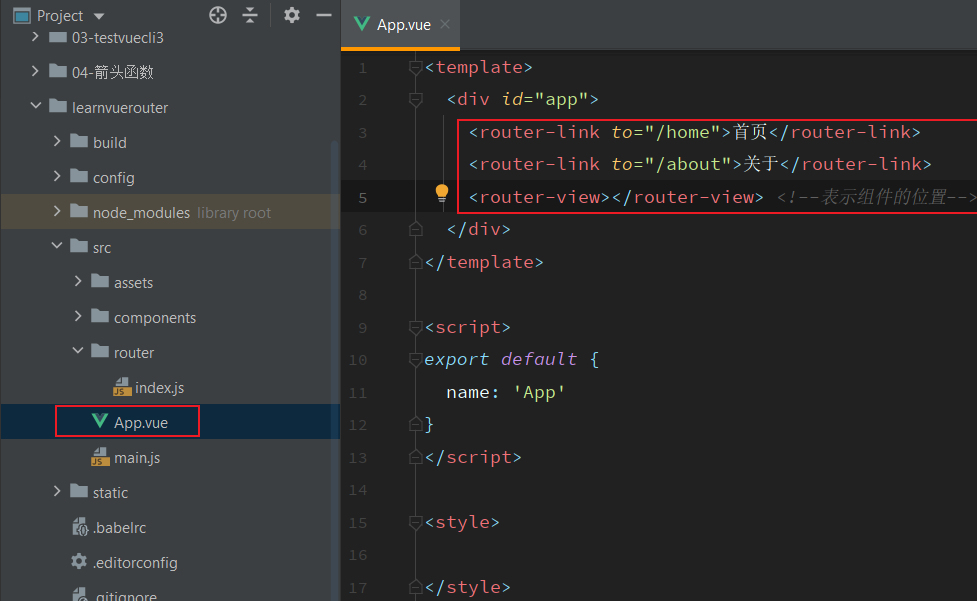 Project
03-testvuecli3
04-箭头函数
learnvuerouter
build
config
node_modules library root
src
assets
components
router
index.js
App.vue
main.js
static
.babelrc
.editorconfig
.gitignore
App.vue
1 <template>
2 <div id="app">
3 <router-link to="/home">首页</router-link>
4 <router-link to="/about">关于</router-link>
5 <router-view></router-view> <!--表示组件的位置-->
6 </div>
7 </template>
8
9 <script>
10 export default {
11 name: 'App'
12 }
13 </script>
14
15 <style>
16
17 </style>